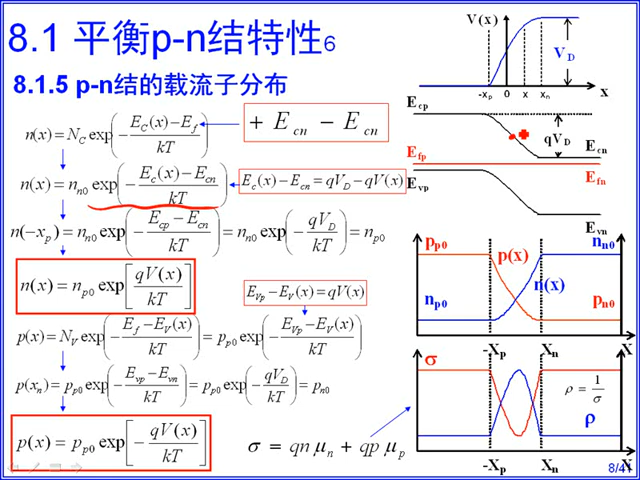 8.1 平衡p-n结特性6
8.1.5 p-n结的载流子分布
n(x) = N_C exp(-(E_C(x)-E_f)/kT)
+ E_cn - E_cn
n(x) = n_n0 exp(-(E_c(x)-E_cn)/kT)
E_c(x)-E_cn = qV_D-qV(x)
n(-x_p) = n_n0 exp(-(E_cp-E_cn)/kT) = n_n0 exp(-qV_D/kT) = n_p0
n(x) = n_p0 exp[qV(x)/kT]
E_Vp-E_V(x) = qV(x)
p(x) = N_V exp(-(E_f-E_V(x))/kT) = p_p0 exp(-(E_Vp-E_V(x))/kT)
p(x_n) = p_p0 exp(-(E_vp-E_vn)/kT) = p_p0 exp(-qV_D/kT) = p_n0
p(x) = p_p0 exp[-qV(x)/kT]
σ = qnμ_n + qpμ_p
V(x)
V_D
-x_p 0 x x_n
x
E_cp
qV_D
E_cn
E_fp
E_fn
E_vp
E_vn
p_p0 p(x) n_n0
n_p0 n(x) p_n0
-X_p X_n X
σ
ρ = 1/σ
ρ
-X_p X_n X
8/41